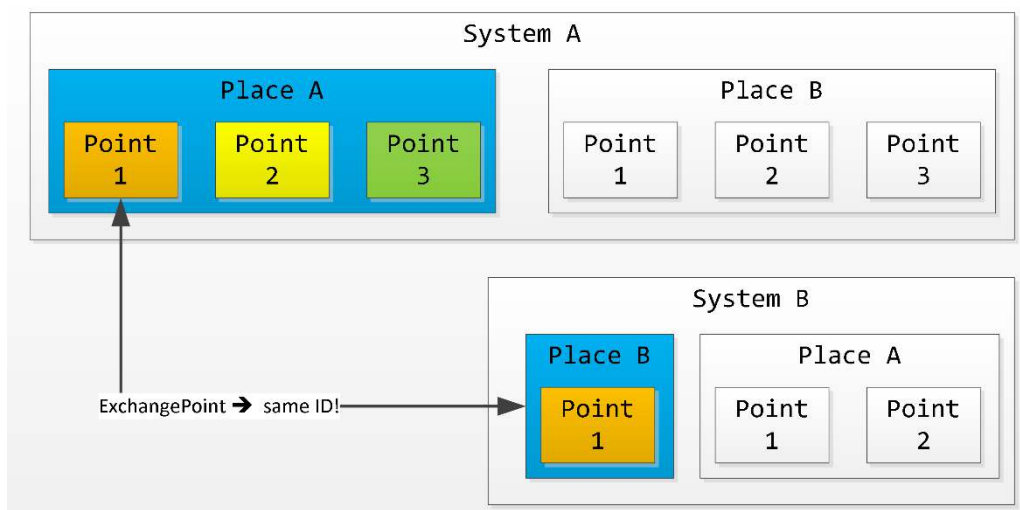 System A
Place A
Point
1
Point
2
Point
3
Place B
Point
1
Point
2
Point
3
System B
Place B
Point
1
Place A
Point
1
Point
2
ExchangePoint ➔ same ID!